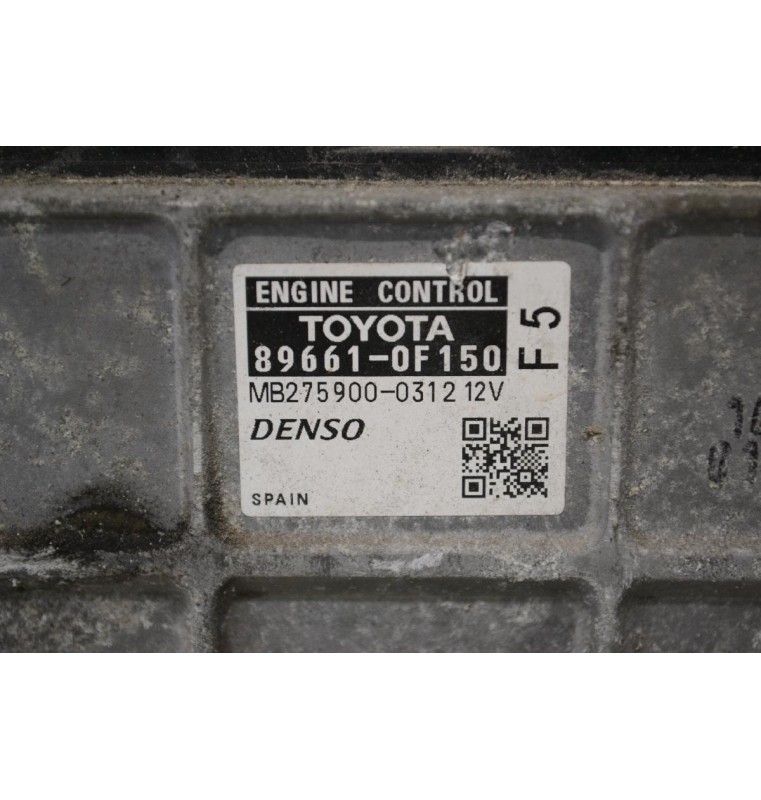 ENGINE CONTROL
TOYOTA
89661-0F150
F5
MB275900-0312 12V
DENSO
SPAIN